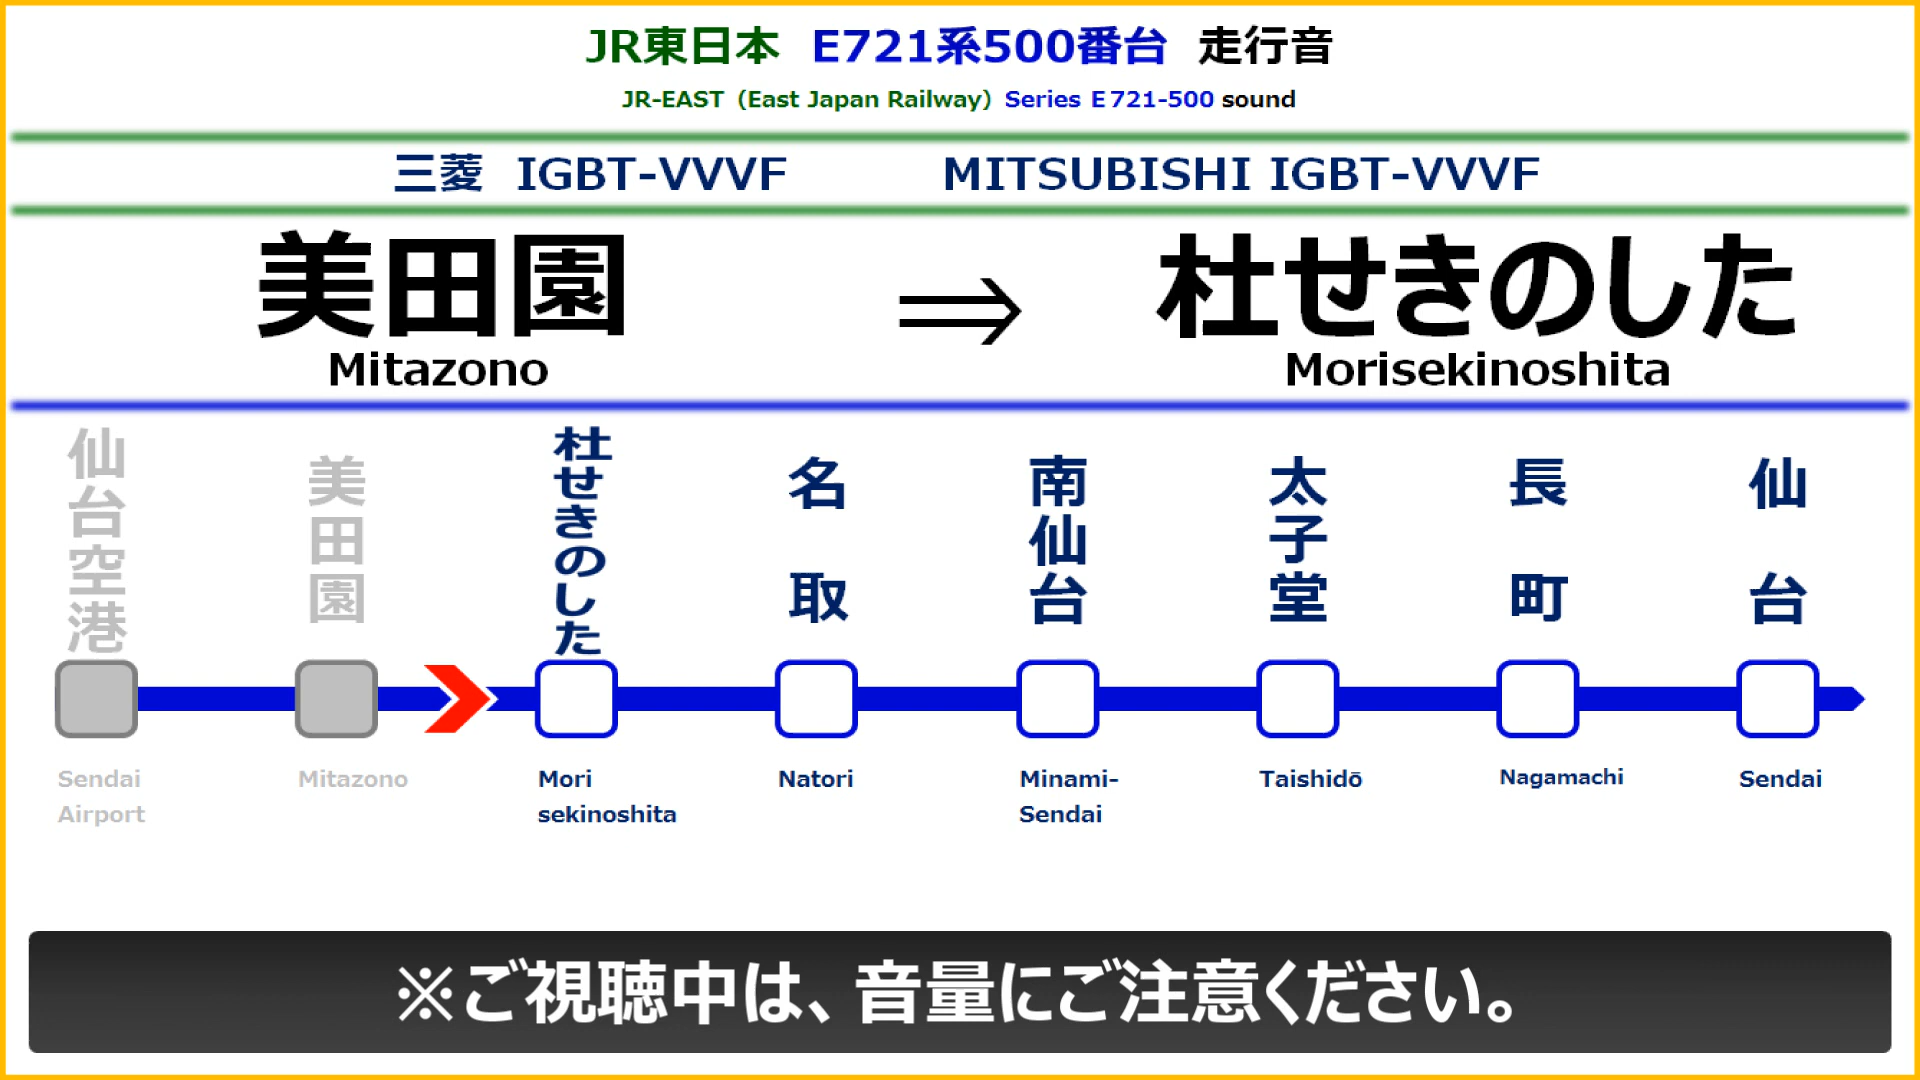 JR東日本 E721系500番台 走行音
JR-EAST（East Japan Railway）Series E721-500 sound
三菱 IGBT-VVVF MITSUBISHI IGBT-VVVF
美田園 ⇒ 杜せきのした
Mitazono Morisekinoshita
仙台空港
美田園
杜せきのした
名取
南仙台
太子堂
長町
仙台
Sendai
Airport
Mitazono
Mori
sekinoshita
Natori
Minami-
Sendai
Taishidō
Nagamachi
Sendai
※ご視聴中は、音量にご注意ください。